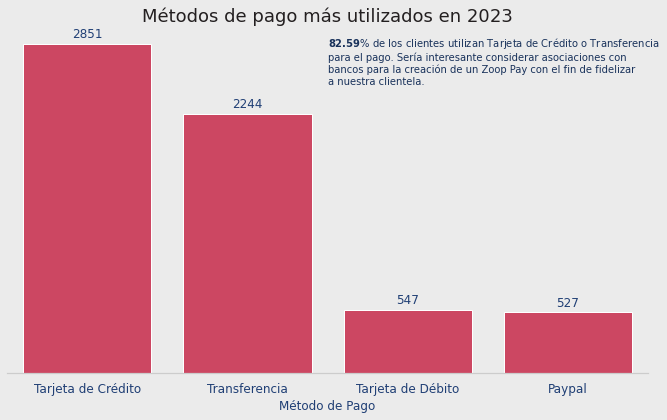 Métodos de pago más utilizados en 2023
82.59% de los clientes utilizan Tarjeta de Crédito o Transferencia
para el pago. Sería interesante considerar asociaciones con
bancos para la creación de un Zoop Pay con el fin de fidelizar
a nuestra clientela.
2851
2244
547
527
Tarjeta de Crédito
Transferencia
Tarjeta de Débito
Paypal
Método de Pago